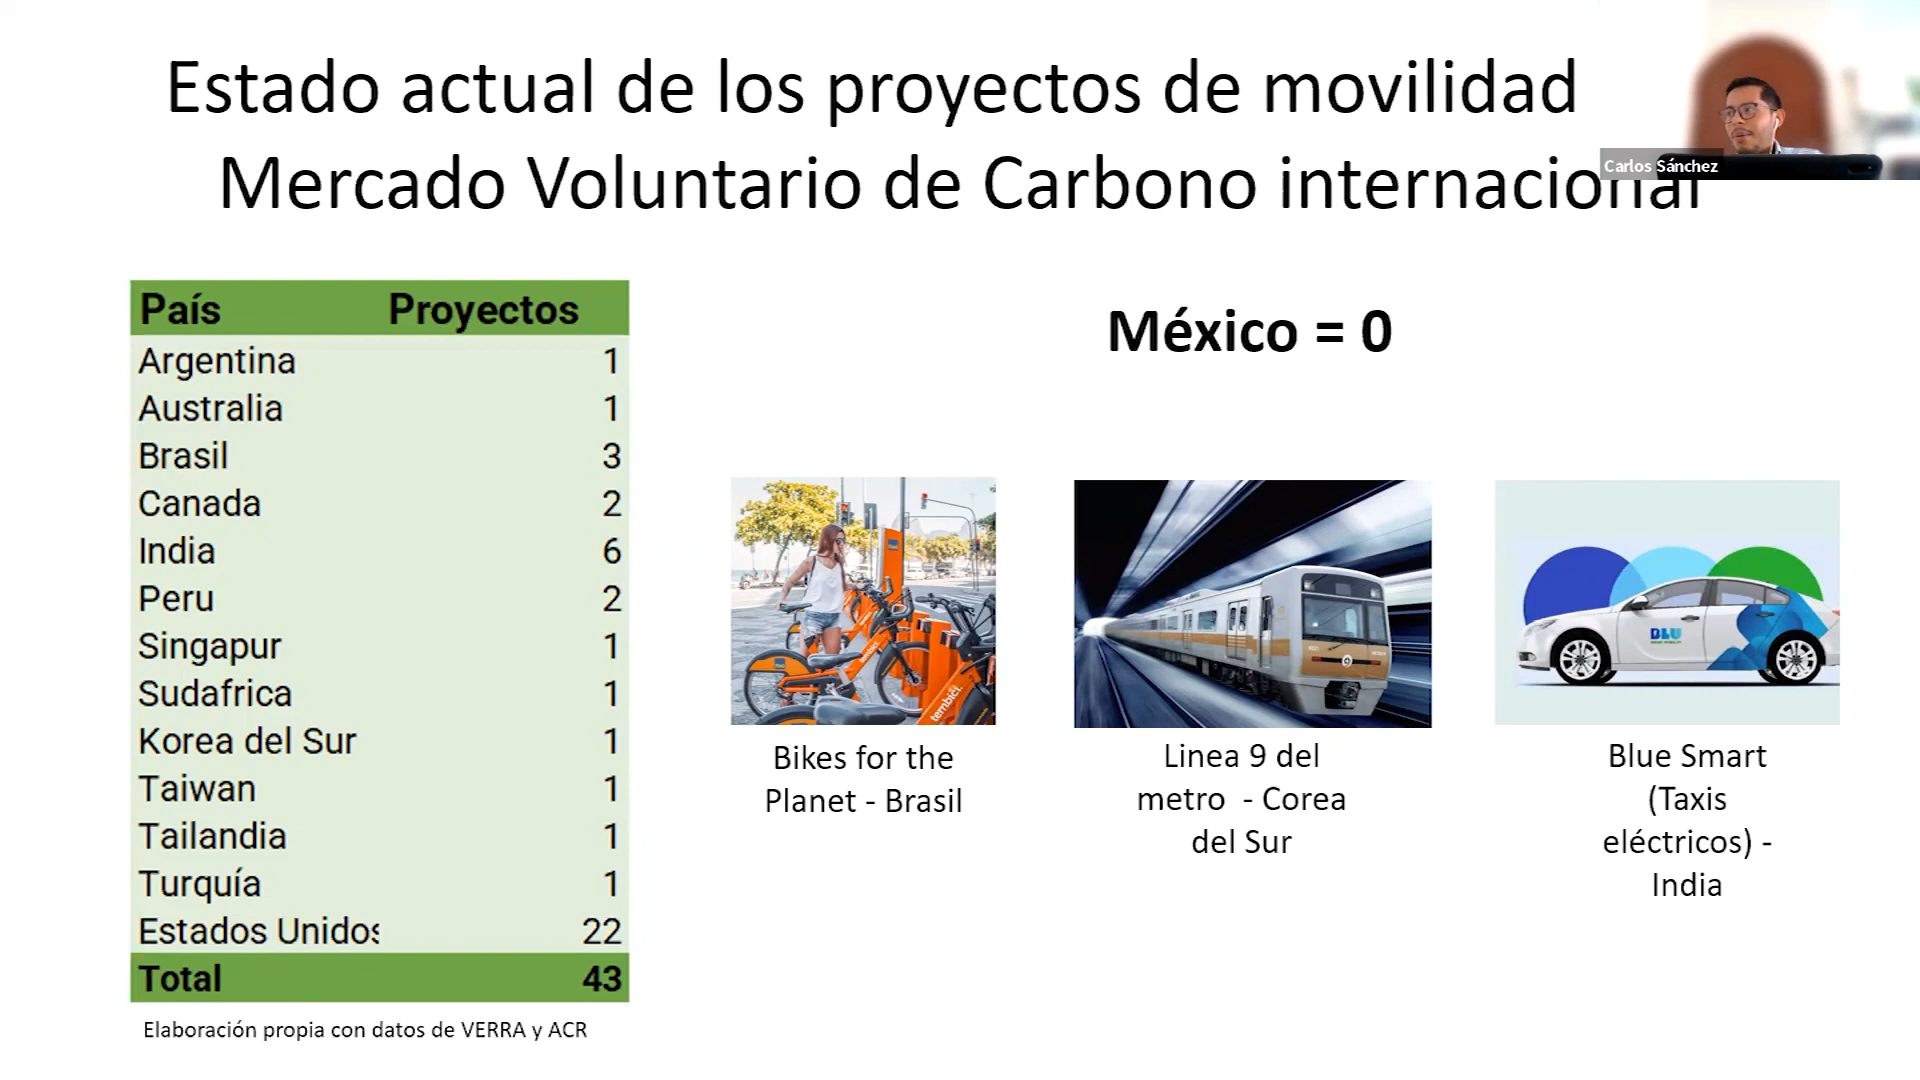 Estado actual de los proyectos de movilidad
Mercado Voluntario de Carbono internacional
Carlos Sánchez
País Proyectos
Argentina 1
Australia 1
Brasil 3
Canada 2
India 6
Peru 2
Singapur 1
Sudafrica 1
Korea del Sur 1
Taiwan 1
Tailandia 1
Turquía 1
Estados Unidos 22
Total 43
Elaboración propia con datos de VERRA y ACR
México = 0
tembici.
Bikes for the
Planet - Brasil
Linea 9 del
metro - Corea
del Sur
BLU
Blue Smart
(Taxis
eléctricos) -
India